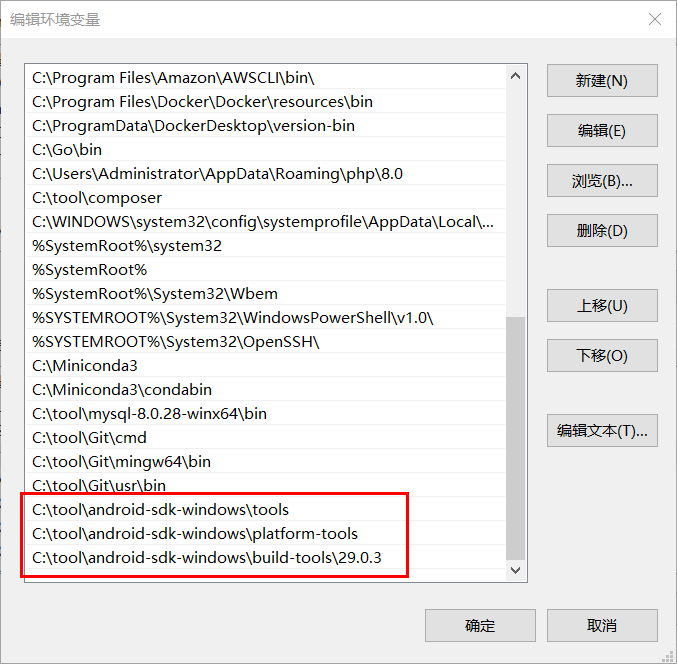 编辑环境变量
C:\Program Files\Amazon\AWSCLI\bin\
C:\Program Files\Docker\Docker\resources\bin
C:\ProgramData\DockerDesktop\version-bin
C:\Go\bin
C:\Users\Administrator\AppData\Roaming\php\8.0
C:\tool\composer
C:\WINDOWS\system32\config\systemprofile\AppData\Local\...
%SystemRoot%\system32
%SystemRoot%
%SystemRoot%\System32\Wbem
%SYSTEMROOT%\System32\WindowsPowerShell\v1.0\
%SYSTEMROOT%\System32\OpenSSH\
C:\Miniconda3
C:\Miniconda3\condabin
C:\tool\mysql-8.0.28-winx64\bin
C:\tool\Git\cmd
C:\tool\Git\mingw64\bin
C:\tool\Git\usr\bin
C:\tool\android-sdk-windows\tools
C:\tool\android-sdk-windows\platform-tools
C:\tool\android-sdk-windows\build-tools\29.0.3
新建(N)
编辑(E)
浏览(B)...
删除(D)
上移(U)
下移(O)
编辑文本(T)...
确定
取消